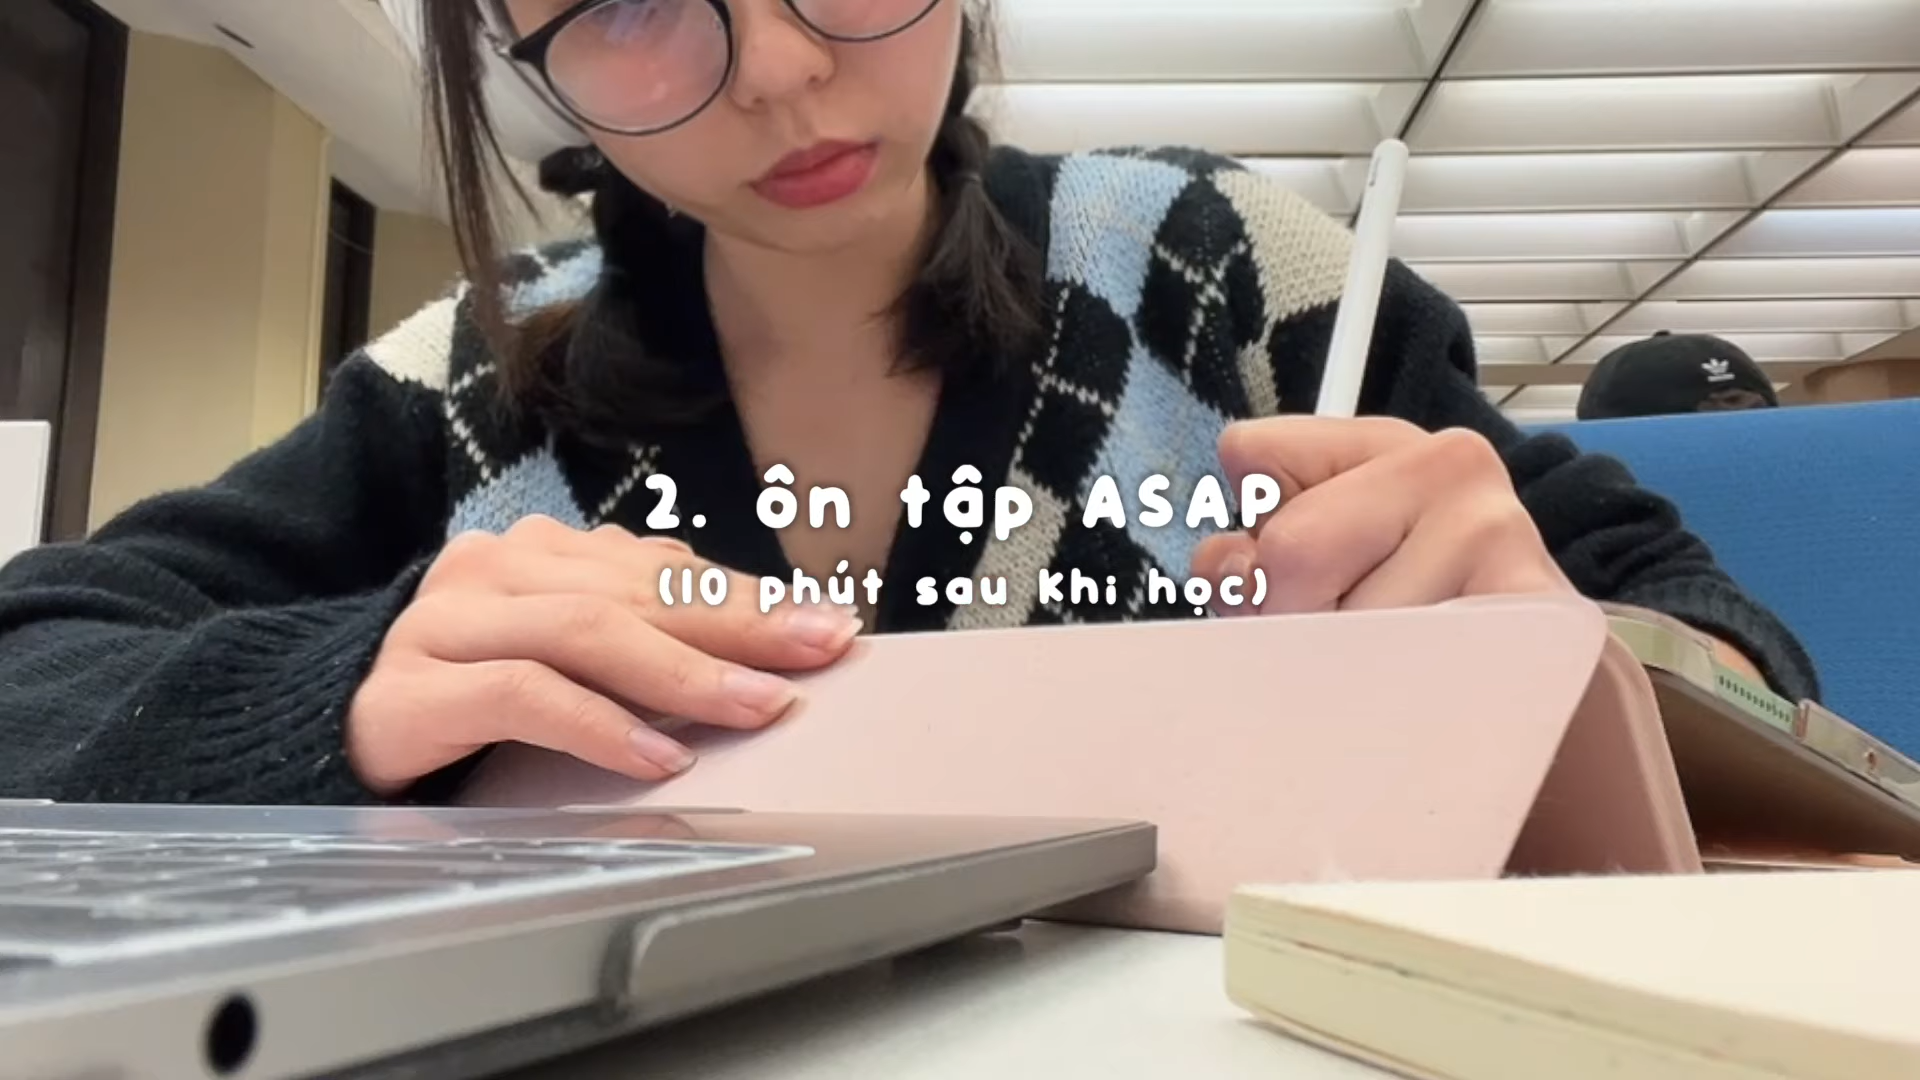 2. ôn tập ASAP
(10 phút sau khi học)